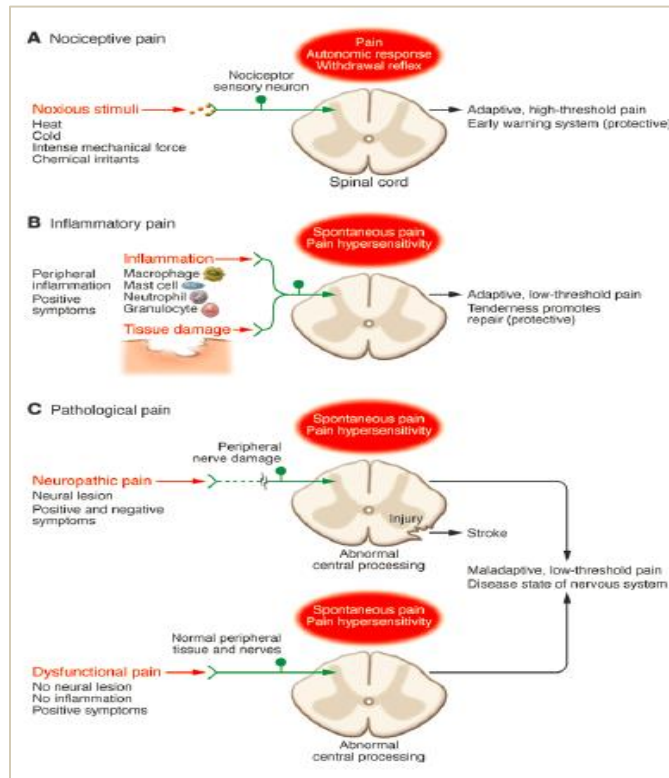 A Nociceptive pain
Pain
Autonomic response
Withdrawal reflex
Nociceptor
sensory neuron
Noxious stimuli
Heat
Cold
Intense mechanical force
Chemical irritants
Adaptive, high-threshold pain
Early warning system (protective)
Spinal cord
B Inflammatory pain
Spontaneous pain
Pain hypersensitivity
Inflammation
Peripheral
inflammation
Positive
symptoms
Macrophage
Mast cell
Neutrophil
Granulocyte
Tissue damage
Adaptive, low-threshold pain
Tenderness promotes
repair (protective)
C Pathological pain
Spontaneous pain
Pain hypersensitivity
Peripheral
nerve damage
Neuropathic pain
Neural lesion
Positive and negative
symptoms
Injury
Stroke
Abnormal
central processing
Maladaptive, low-threshold pain
Disease state of nervous system
Spontaneous pain
Pain hypersensitivity
Normal peripheral
tissue and nerves
Dysfunctional pain
No neural lesion
No inflammation
Positive symptoms
Abnormal
central processing